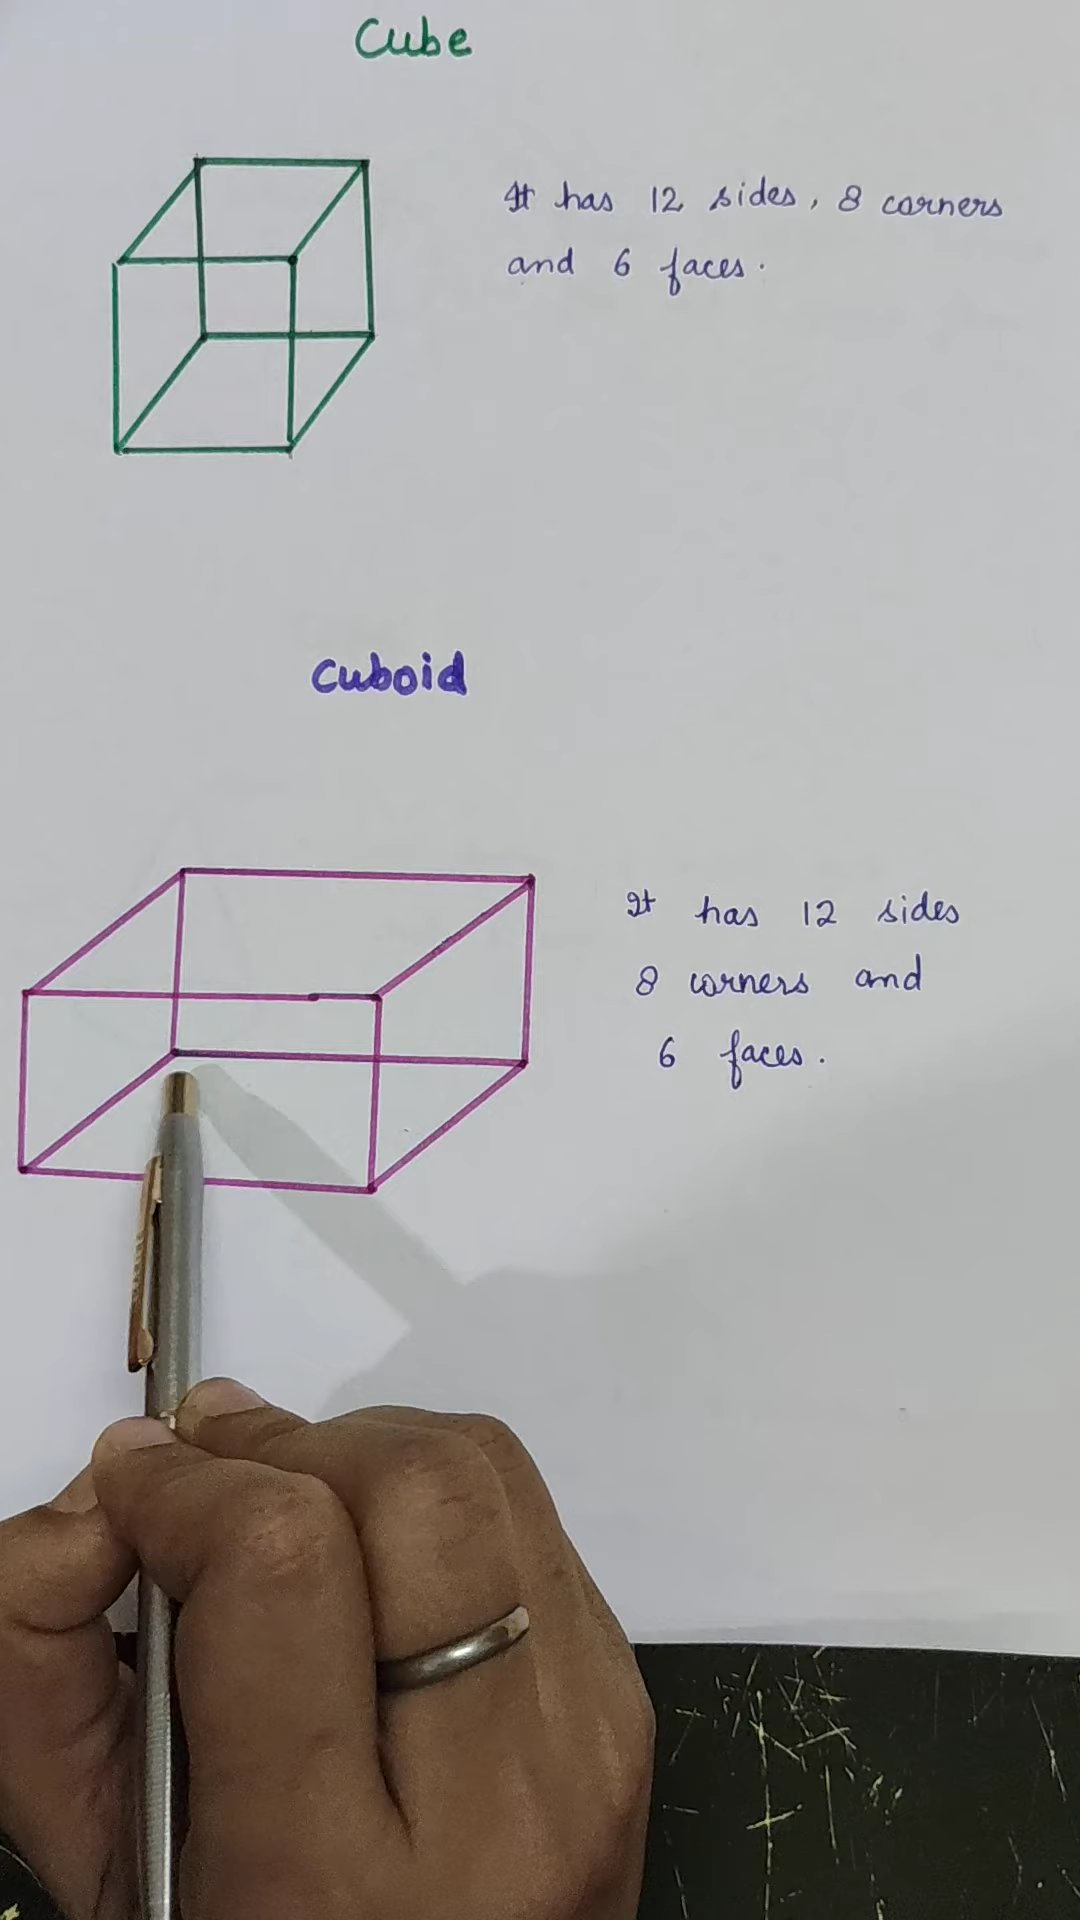 Cube
It has 12 sides, 8 corners
and 6 faces.
Cuboid
It has 12 sides
8 corners and
6 faces.